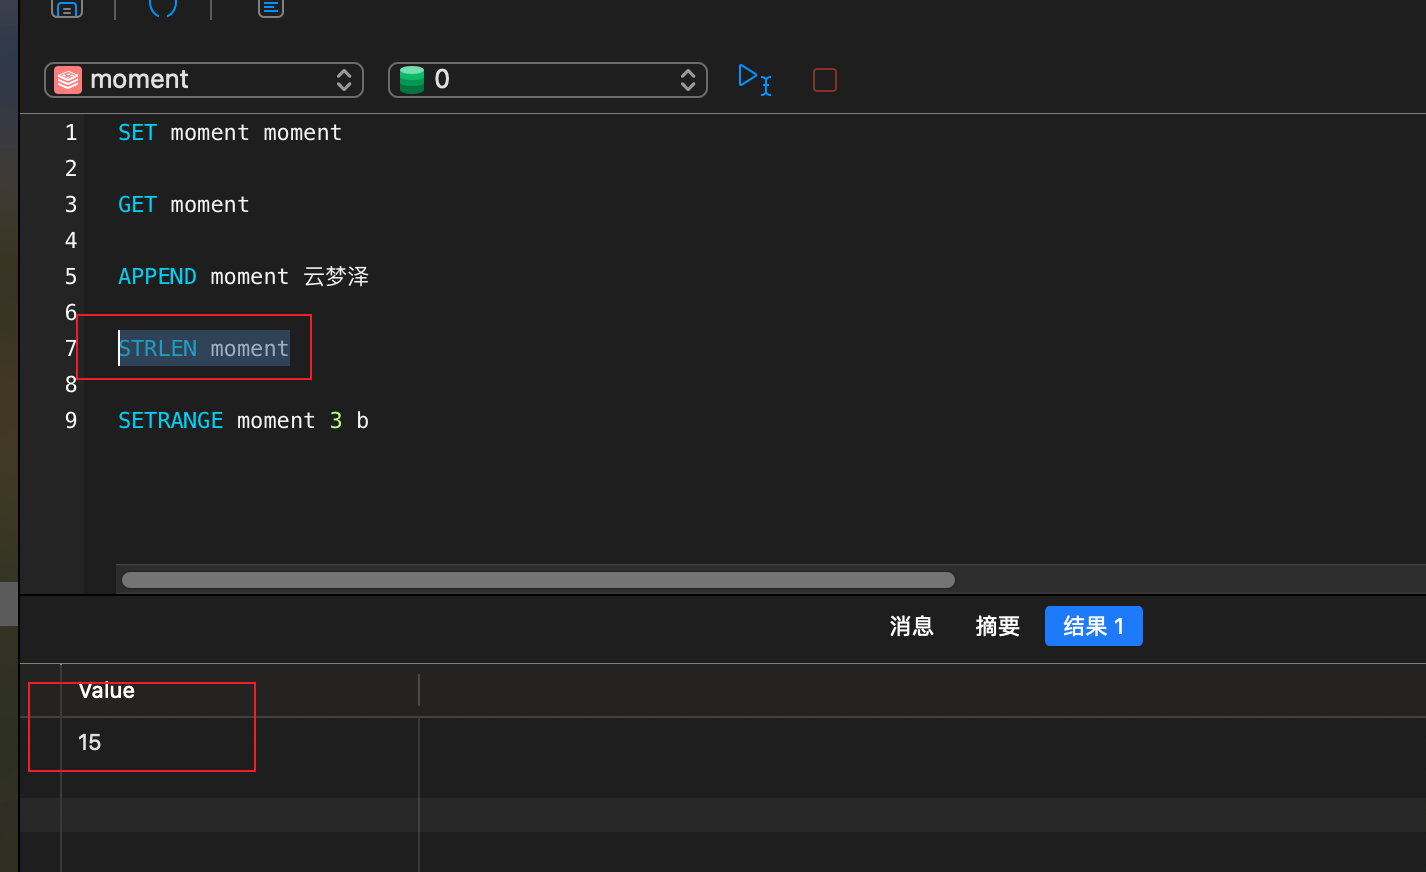 moment 0
1 SET moment moment
2
3 GET moment
4
5 APPEND moment 云梦泽
6
7 STRLEN moment
8
9 SETRANGE moment 3 b
消息 摘要 结果 1
Value
15